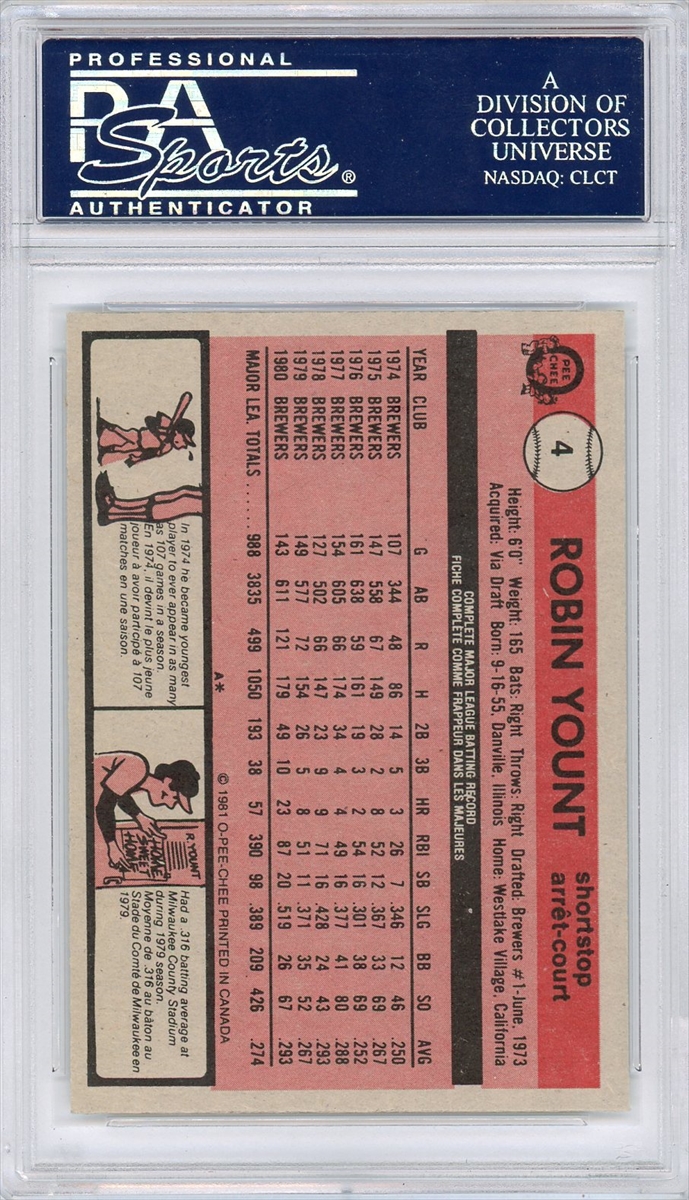 PROFESSIONAL
PSA
Sports®
AUTHENTICATOR
A
DIVISION OF
COLLECTORS
UNIVERSE
NASDAQ: CLCT
O
PEE
CHEE
4
ROBIN YOUNT
shortstop
arrêt-court
Height: 6'0" Weight: 165 Bats: Right Throws: Right Drafted: Brewers #1-June, 1973
Acquired: Via Draft Born: 9-16-55, Danville, Illinois Home: Westlake Village, California
COMPLETE MAJOR LEAGUE BATTING RECORD
FICHE COMPLETE COMME FRAPPEUR DANS LES MAJEURES
YEAR CLUB G AB R H 2B 3B HR RBI SB SLG BB SO AVG
1974 BREWERS 107 344 48 86 14 5 3 26 7 .346 12 46 .250
1975 BREWERS 147 558 67 149 28 2 8 52 12 .367 33 69 .267
1976 BREWERS 161 638 59 161 19 3 2 54 16 .301 38 69 .252
1977 BREWERS 154 605 66 174 34 4 4 49 16 .377 41 80 .288
1978 BREWERS 127 502 66 147 23 9 9 71 16 .428 24 43 .293
1979 BREWERS 149 577 72 154 26 5 8 51 11 .371 35 52 .267
1980 BREWERS 143 611 121 179 49 10 23 87 20 .519 26 67 .293
MAJOR LEA. TOTALS ...... 988 3835 499 1050 193 38 57 390 98 .389 209 426 .274
A* © 1981 O-PEE-CHEE PRINTED IN CANADA
In 1974 he became youngest
player to ever appear in as many
as 107 games in a season.
En 1974, il devint le plus jeune
joueur à avoir participé à 107
matches en une saison.
R. YOUNT
HOME
SWEET
HOME
Had a .316 batting average at
Milwaukee County Stadium
during 1979 season.
Moyenne de .316 au bâton au
Stade du Comté de Milwaukee en
1979.